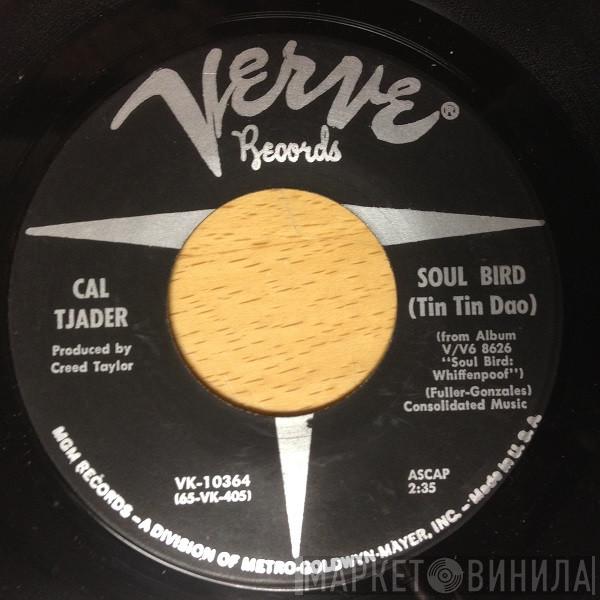 Verve®
Records
CAL
TJADER
Produced by
Creed Taylor
SOUL BIRD
(Tin Tin Dao)
(from Album
V/V6 8626
"Soul Bird:
Whiffenpoof")
(Fuller-Gonzales)
Consolidated Music
VK-10364
(65-VK-405)
ASCAP
2:35
MGM RECORDS – A DIVISION OF METRO-GOLDWYN-MAYER, INC. – Made in U.S.A.
МАРКЕТ ВИНИЛА